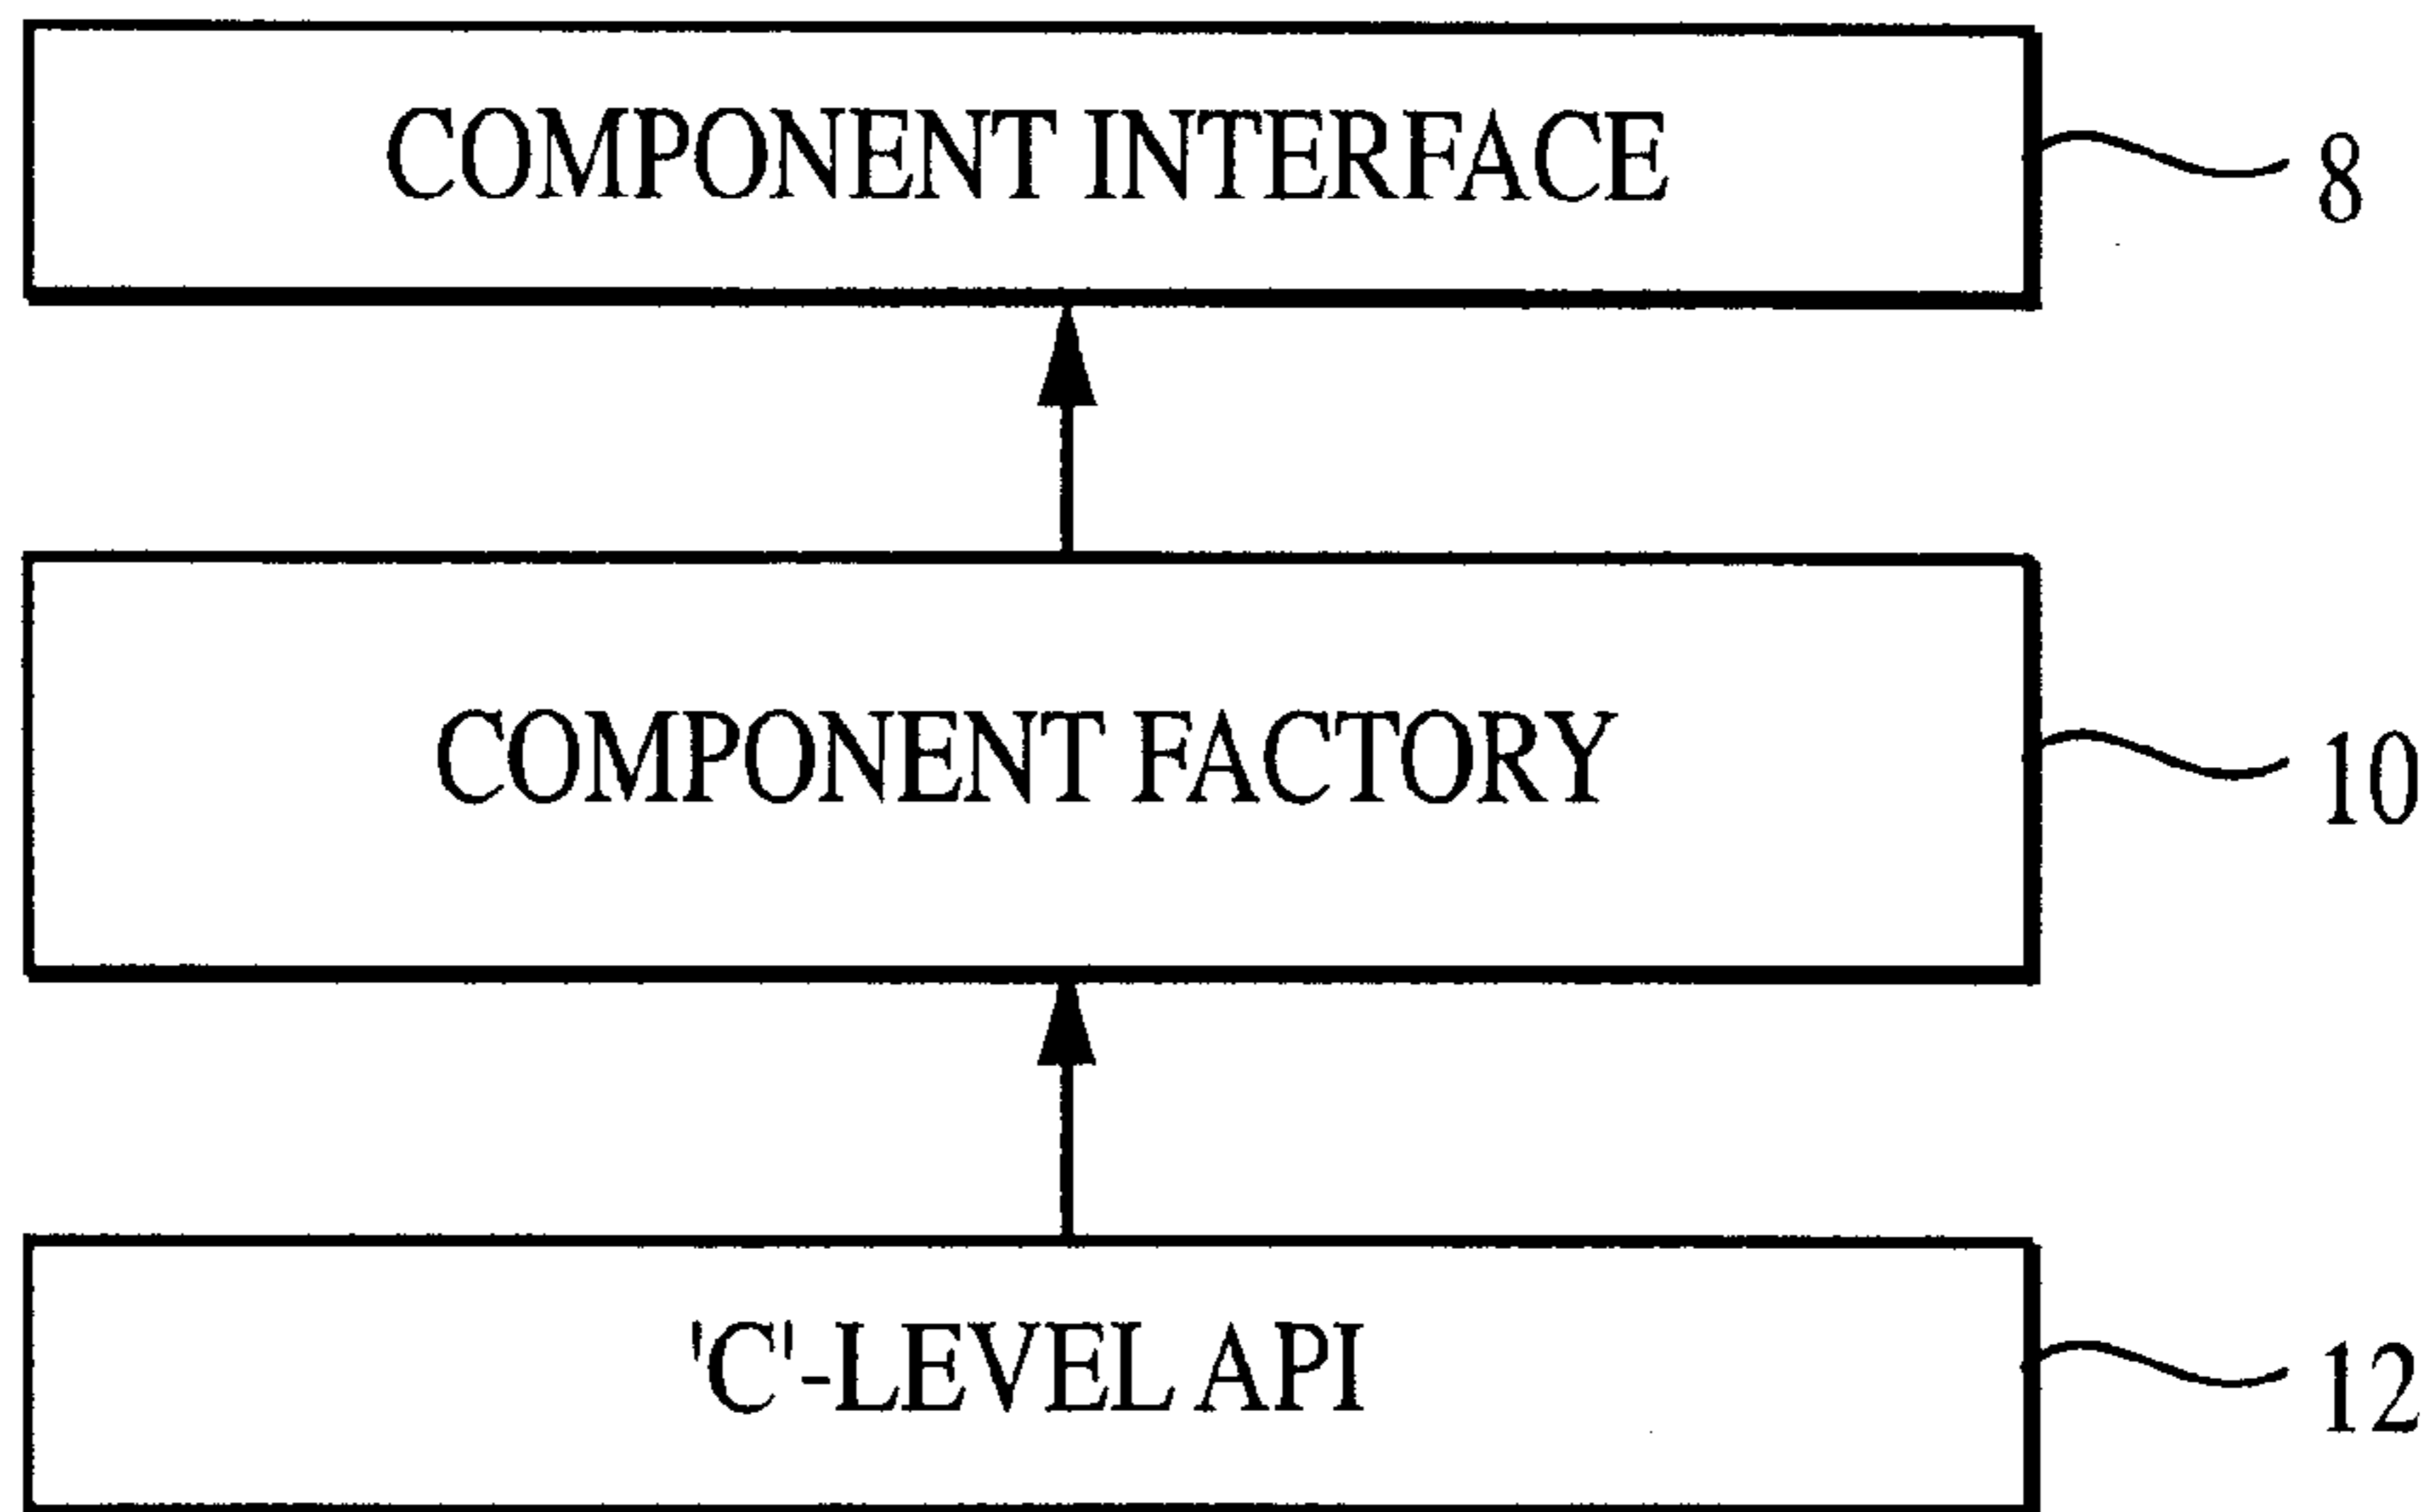 COMPONENT INTERFACE
8
COMPONENT FACTORY
10
'C'-LEVEL API
12